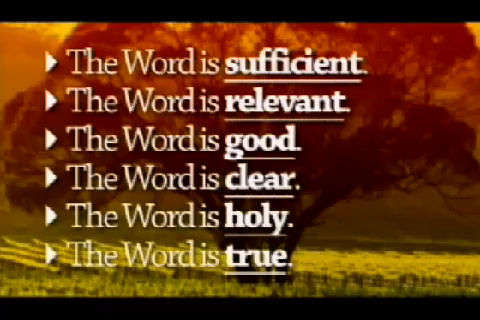 The Word is sufficient.
The Word is relevant.
The Word is good.
The Word is clear.
The Word is holy.
The Word is true.